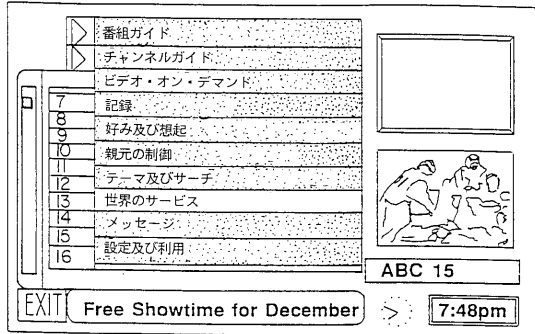 番組ガイド
チャンネルガイド
ビデオ・オン・デマンド
7
記録
8
9
好み及び想起
10
親元の制御
11
12
テーマ及びサーチ
13
世界のサービス
14
メッセージ
15
設定及び利用
16
ABC 15
EXIT
Free Showtime for December
7:48pm